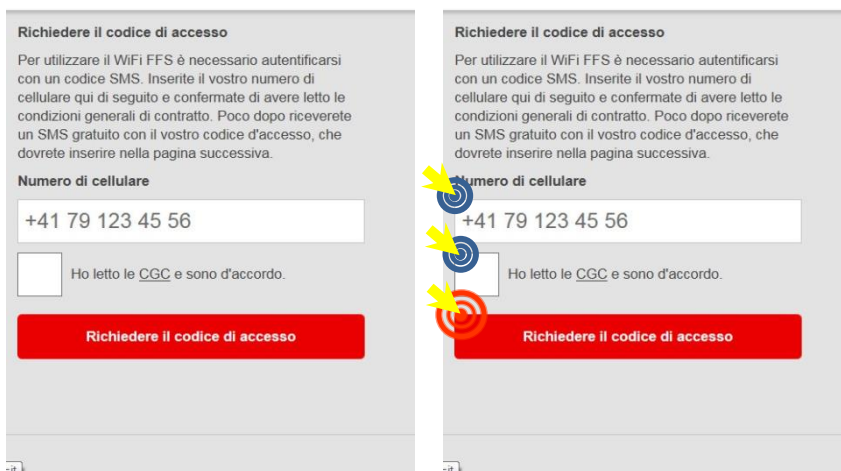 Richiedere il codice di accesso
Per utilizzare il WiFi FFS è necessario autentificarsi
con un codice SMS. Inserite il vostro numero di
cellulare qui di seguito e confermate di avere letto le
condizioni generali di contratto. Poco dopo riceverete
un SMS gratuito con il vostro codice d'accesso, che
dovrete inserire nella pagina successiva.
Numero di cellulare
+41 79 123 45 56
Ho letto le CGC e sono d'accordo.
Richiedere il codice di accesso
Richiedere il codice di accesso
Per utilizzare il WiFi FFS è necessario autentificarsi
con un codice SMS. Inserite il vostro numero di
cellulare qui di seguito e confermate di avere letto le
condizioni generali di contratto. Poco dopo riceverete
un SMS gratuito con il vostro codice d'accesso, che
dovrete inserire nella pagina successiva.
Numero di cellulare
+41 79 123 45 56
Ho letto le CGC e sono d'accordo.
Richiedere il codice di accesso